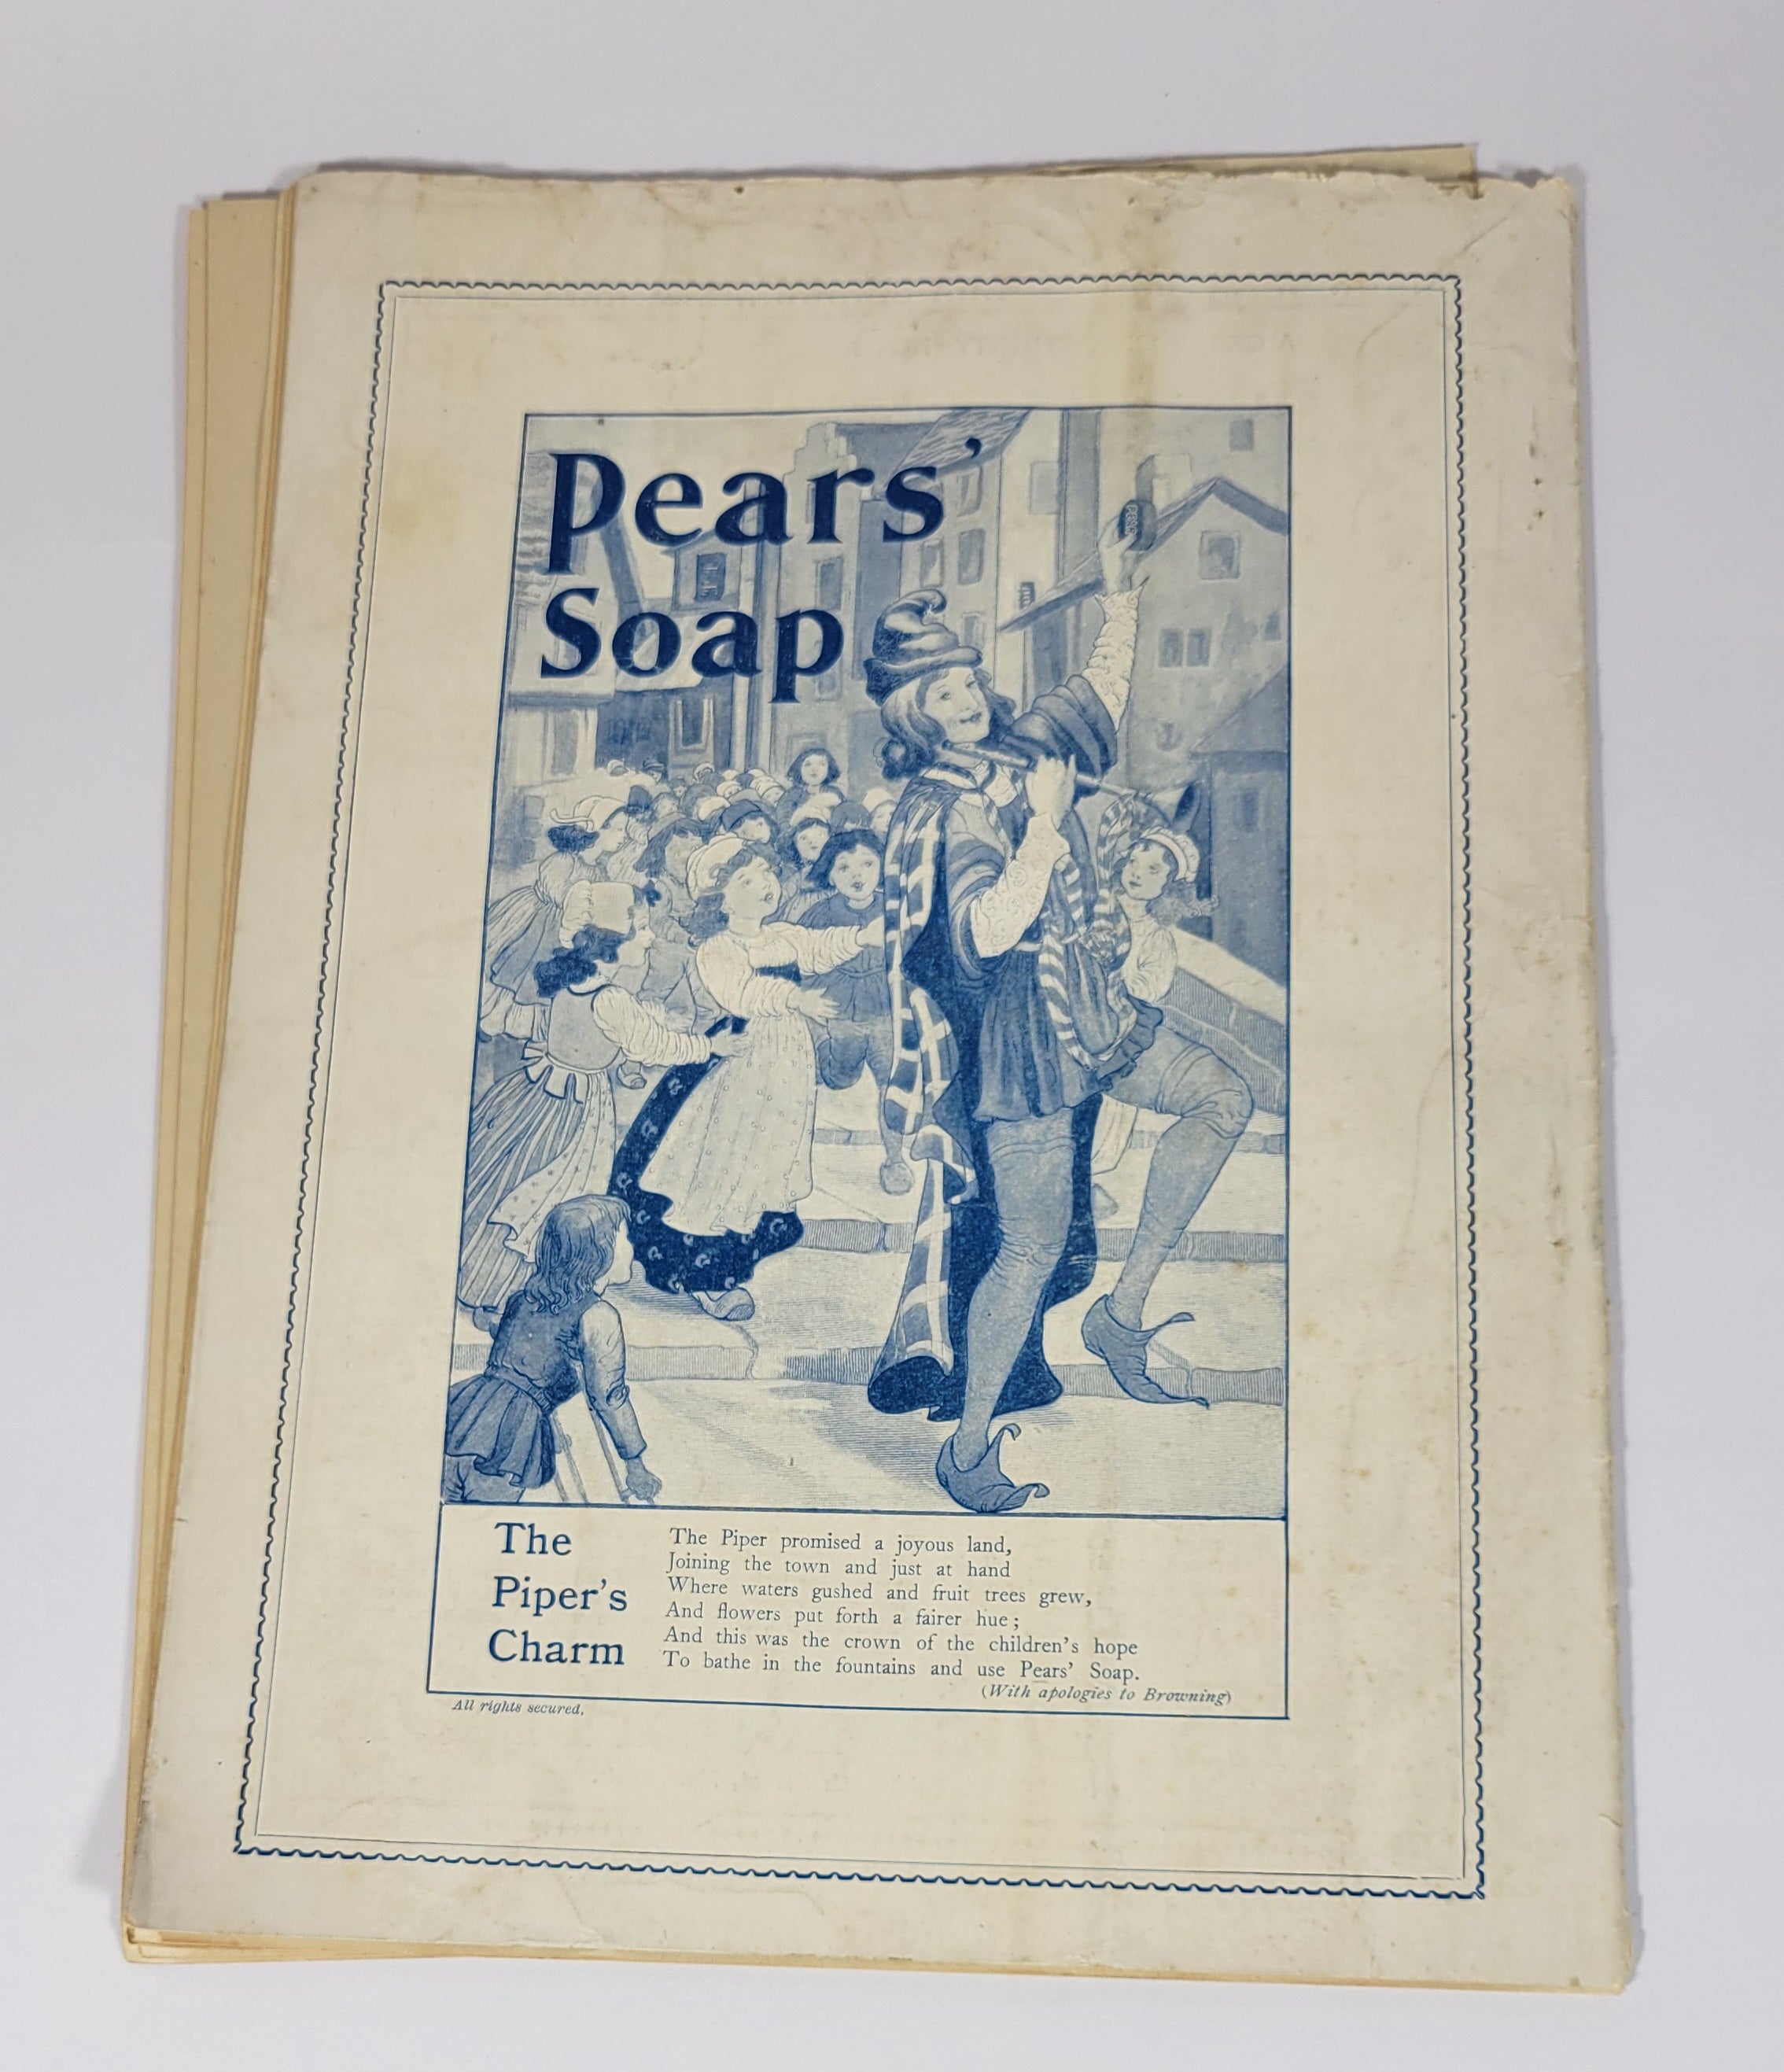 Pears'
Soap
PEARS
The
Piper's
Charm
The Piper promised a joyous land,
Joining the town and just at hand
Where waters gushed and fruit trees grew,
And flowers put forth a fairer hue;
And this was the crown of the children's hope
To bathe in the fountains and use Pears' Soap.
(With apologies to Browning)
All rights secured.